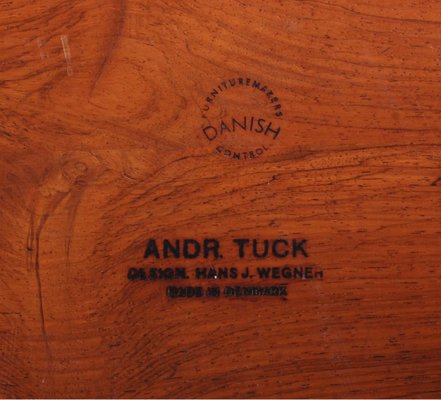 FURNITUREMAKERS
DANISH
CONTROL
ANDR. TUCK
DESIGN. HANS J. WEGNER
MADE IN DENMARK